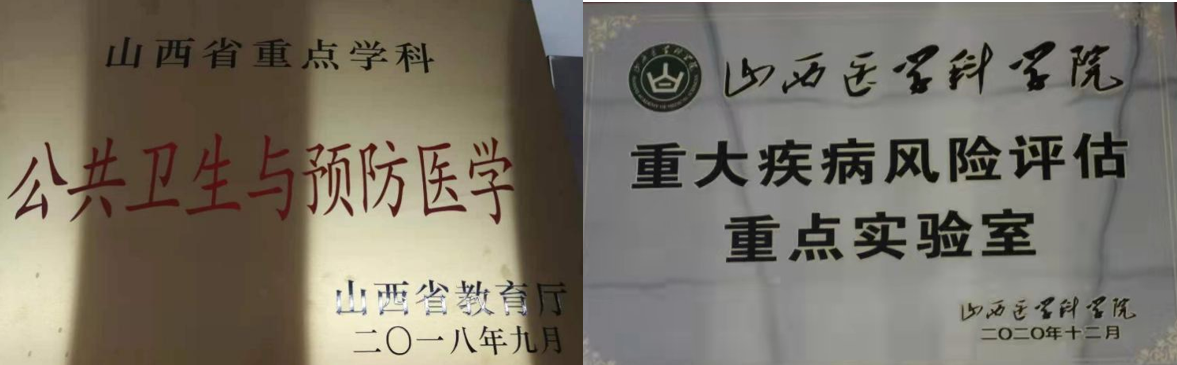 山西省重点学科
公共卫生与预防医学
山西省教育厅
二〇一八年九月
山西医学科学院
重大疾病风险评估
重点实验室
山西医学科学院
二〇二〇年十二月